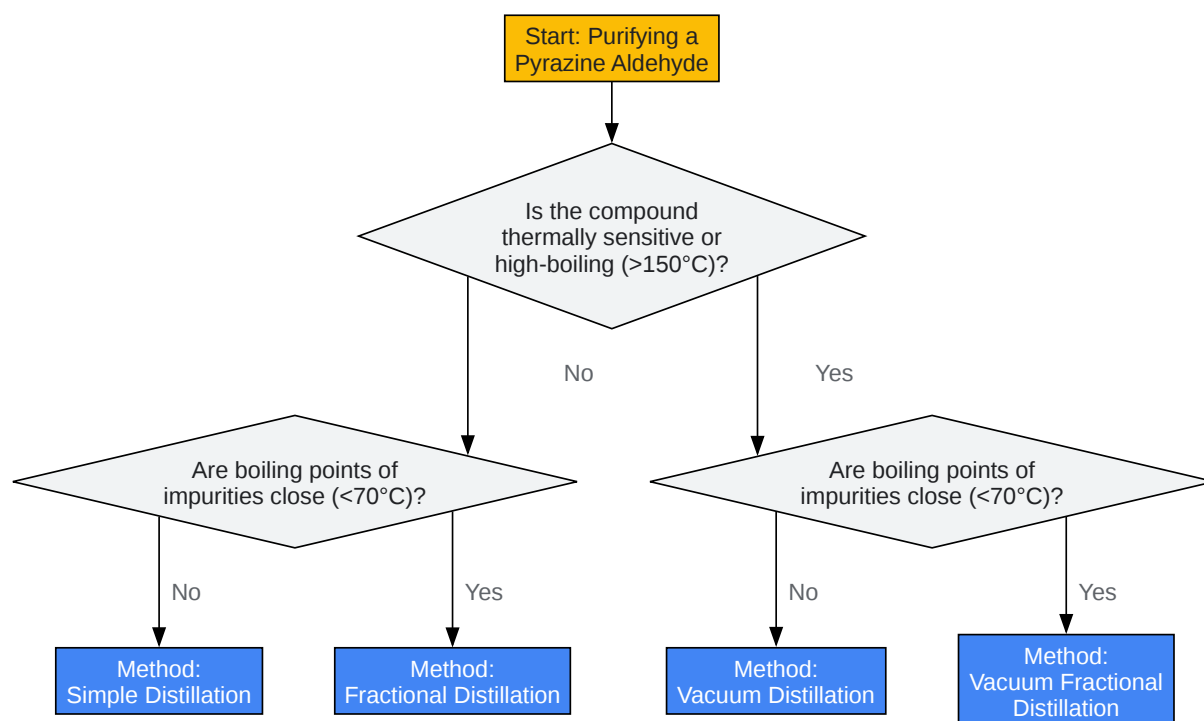 Start: Purifying a
Pyrazine Aldehyde
Is the compound
thermally sensitive or
high-boiling (>150°C)?
No
Yes
Are boiling points of
impurities close (<70°C)?
Are boiling points of
impurities close (<70°C)?
No
Yes
No
Yes
Method:
Simple Distillation
Method:
Fractional Distillation
Method:
Vacuum Distillation
Method:
Vacuum Fractional
Distillation